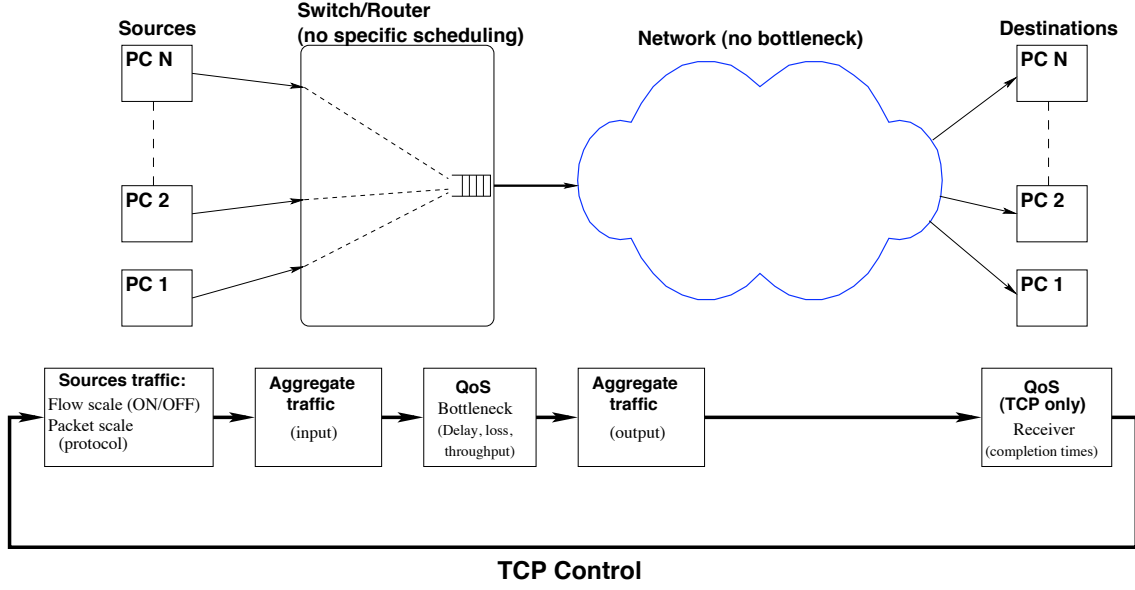 Sources
Switch/Router
(no specific scheduling)
Network (no bottleneck)
Destinations
PC N
PC N
PC 2
PC 2
PC 1
PC 1
Sources traffic:
Flow scale (ON/OFF)
Packet scale
(protocol)
Aggregate
traffic
(input)
QoS
Bottleneck
(Delay, loss,
throughput)
Aggregate
traffic
(output)
QoS
(TCP only)
Receiver
(completion times)
TCP Control